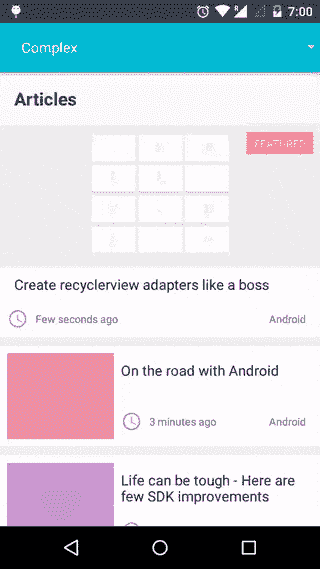 7:00
Complex
Articles
FEATURED
Create recyclerview adapters like a boss
Few seconds ago
Android
On the road with Android
3 minutes ago
Android
Life can be tough - Here are
few SDK improvements